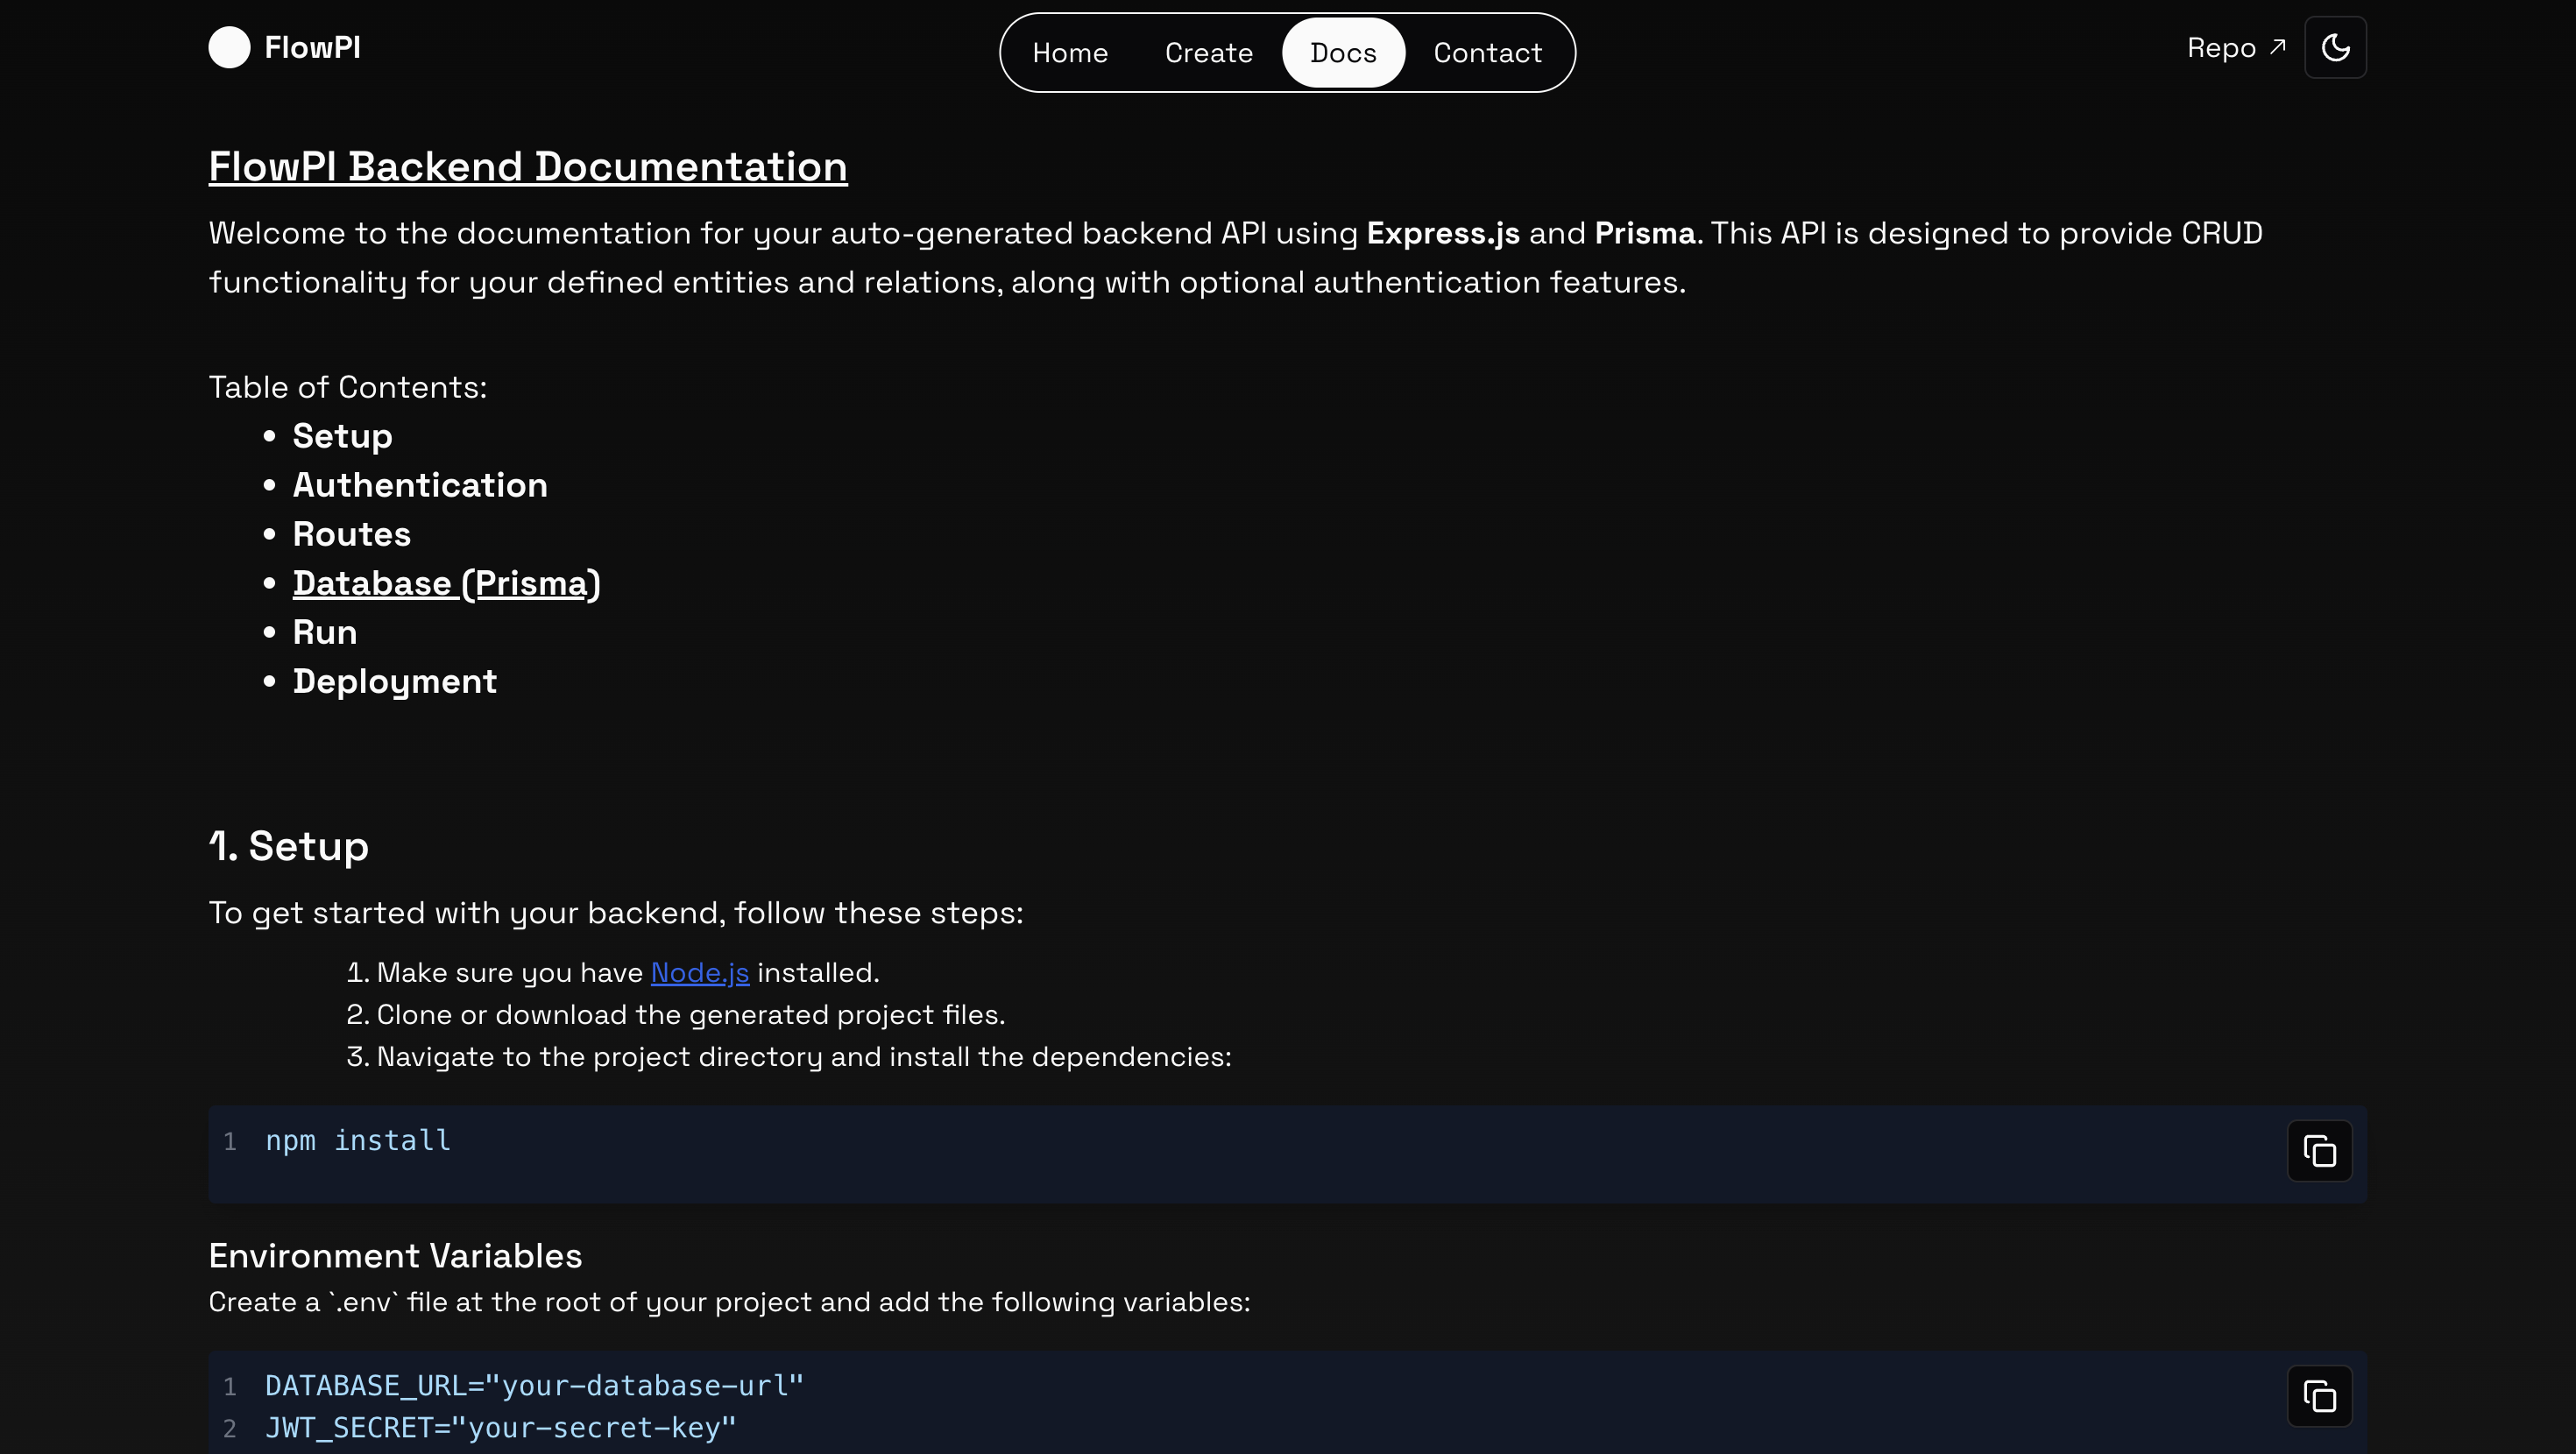 FlowPI
Home
Create
Docs
Contact
Repo
FlowPI Backend Documentation
Welcome to the documentation for your auto-generated backend API using Express.js and Prisma. This API is designed to provide CRUD
functionality for your defined entities and relations, along with optional authentication features.
Table of Contents:
Setup
Authentication
Routes
Database (Prisma)
Run
Deployment
1. Setup
To get started with your backend, follow these steps:
1. Make sure you have Node.js installed.
2. Clone or download the generated project files.
3. Navigate to the project directory and install the dependencies:
1 npm install
Environment Variables
Create a `.env` file at the root of your project and add the following variables:
1 DATABASE_URL="your-database-url"
2 JWT_SECRET="your-secret-key"